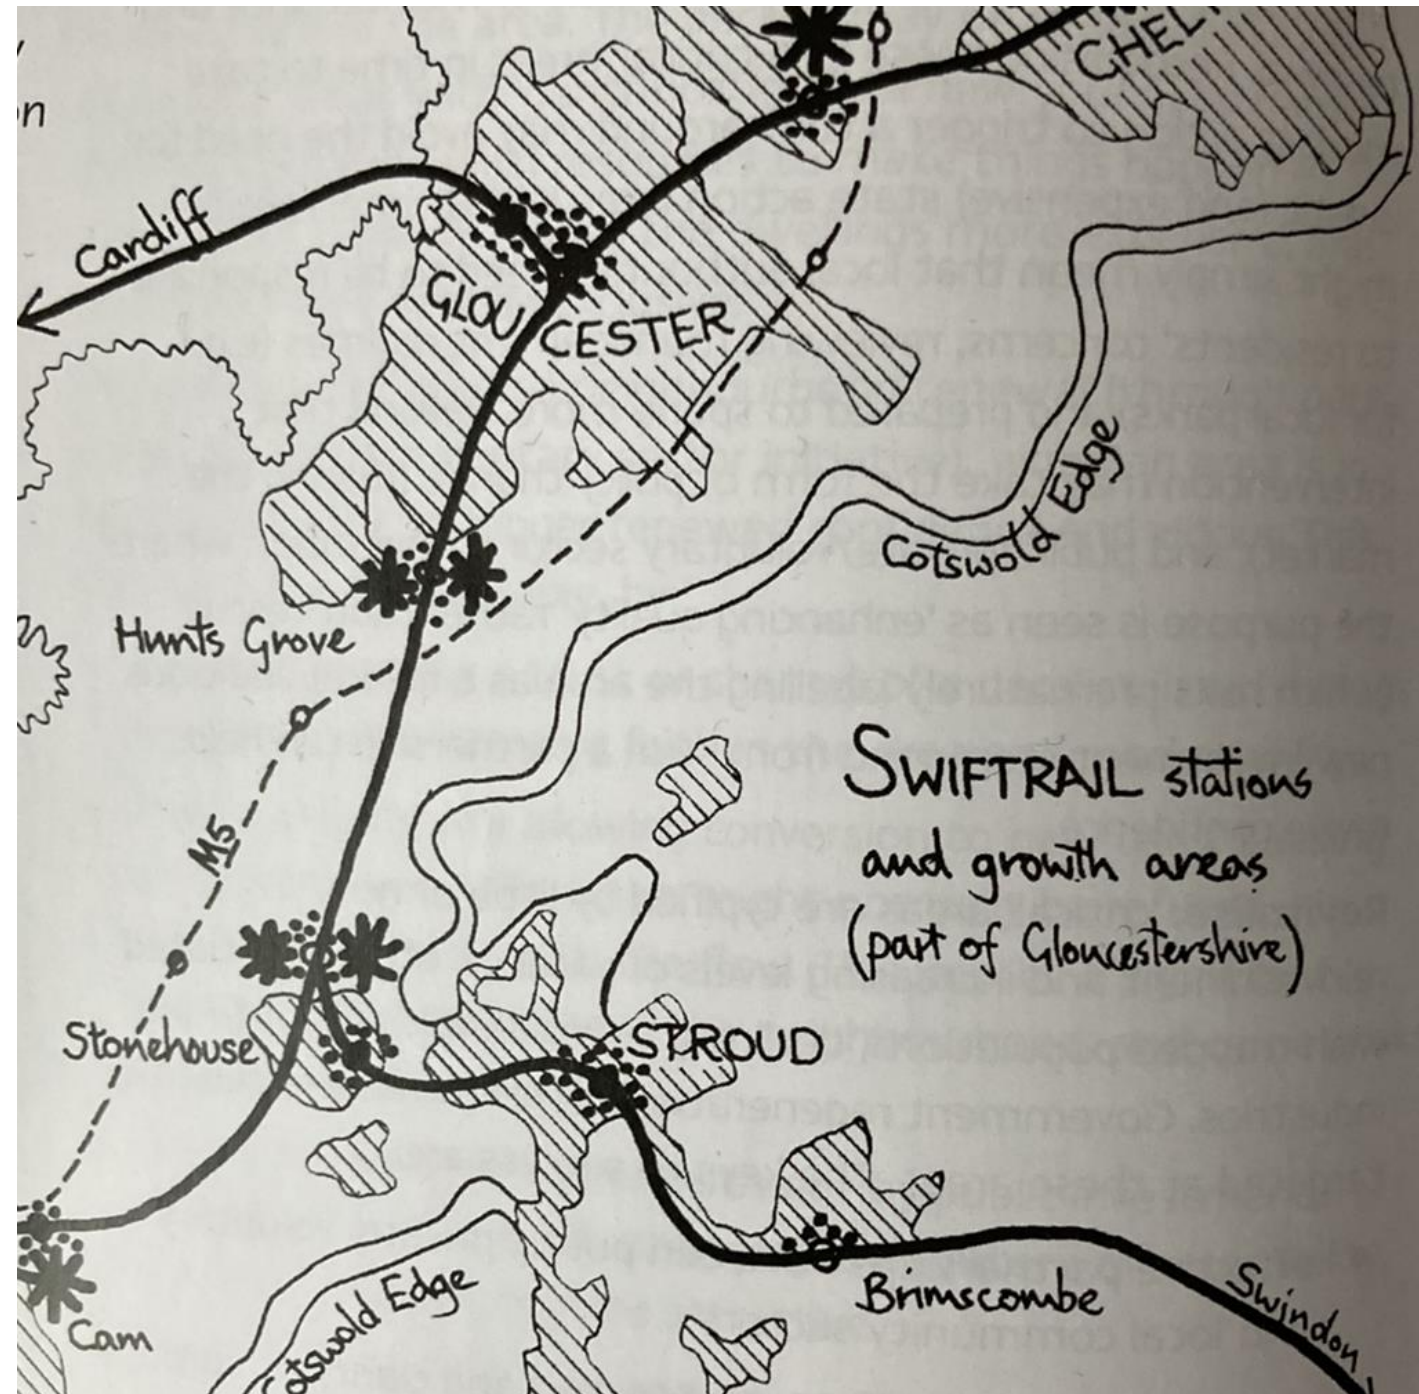 CHEL
Cardiff
GLOUCESTER
Cotswold Edge
Hunts Grove
M5
SWIFTRAIL stations
and growth areas
(part of Gloucestershire)
Stonehouse
STROUD
Brimscombe
Swindon
Cotswold Edge
Cam